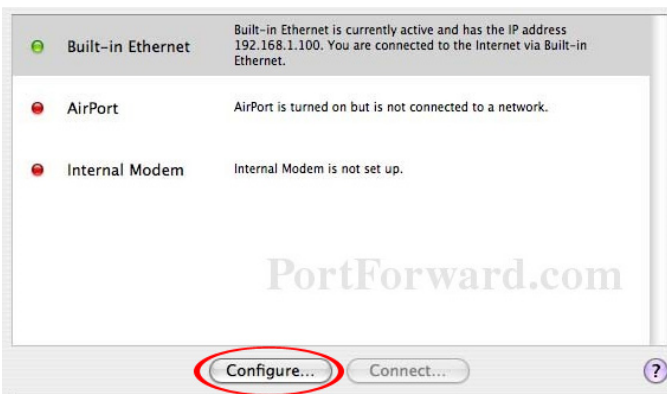 Built-in Ethernet
Built-in Ethernet is currently active and has the IP address
192.168.1.100. You are connected to the Internet via Built-in
Ethernet.
AirPort
AirPort is turned on but is not connected to a network.
Internal Modem
Internal Modem is not set up.
PortForward.com
Configure...
Connect...
?